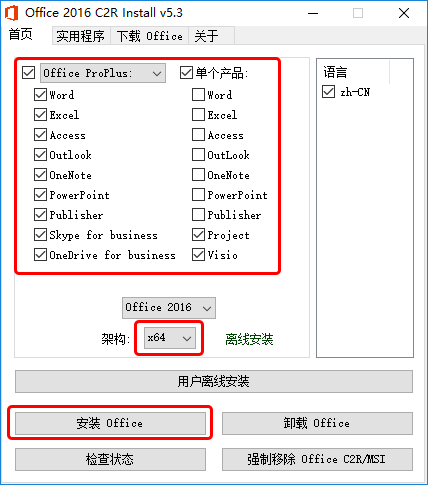 Office 2016 C2R Install v5.3
首页 实用程序 下载 Office 关于
Office ProPlus: 单个产品: 语言
Word Word zh-CN
Excel Excel
Access Access
Outlook OutLook
OneNote OneNote
PowerPoint PowerPoint
Publisher Publisher
Skype for business Project
OneDrive for business Visio
Office 2016
架构: x64 离线安装
用户离线安装
安装 Office 卸载 Office
检查状态 强制移除 Office C2R/MSI